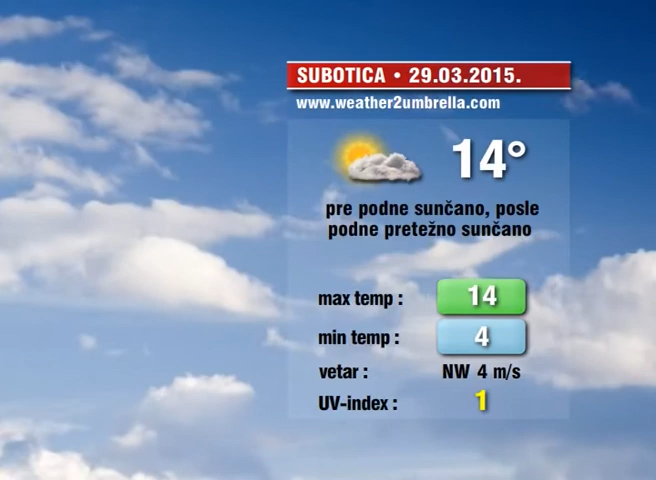 SUBOTICA • 29.03.2015.
www.weather2umbrella.com
14°
pre podne sunčano, posle
podne pretežno sunčano
max temp : 14
min temp : 4
vetar : NW 4 m/s
UV-index : 1